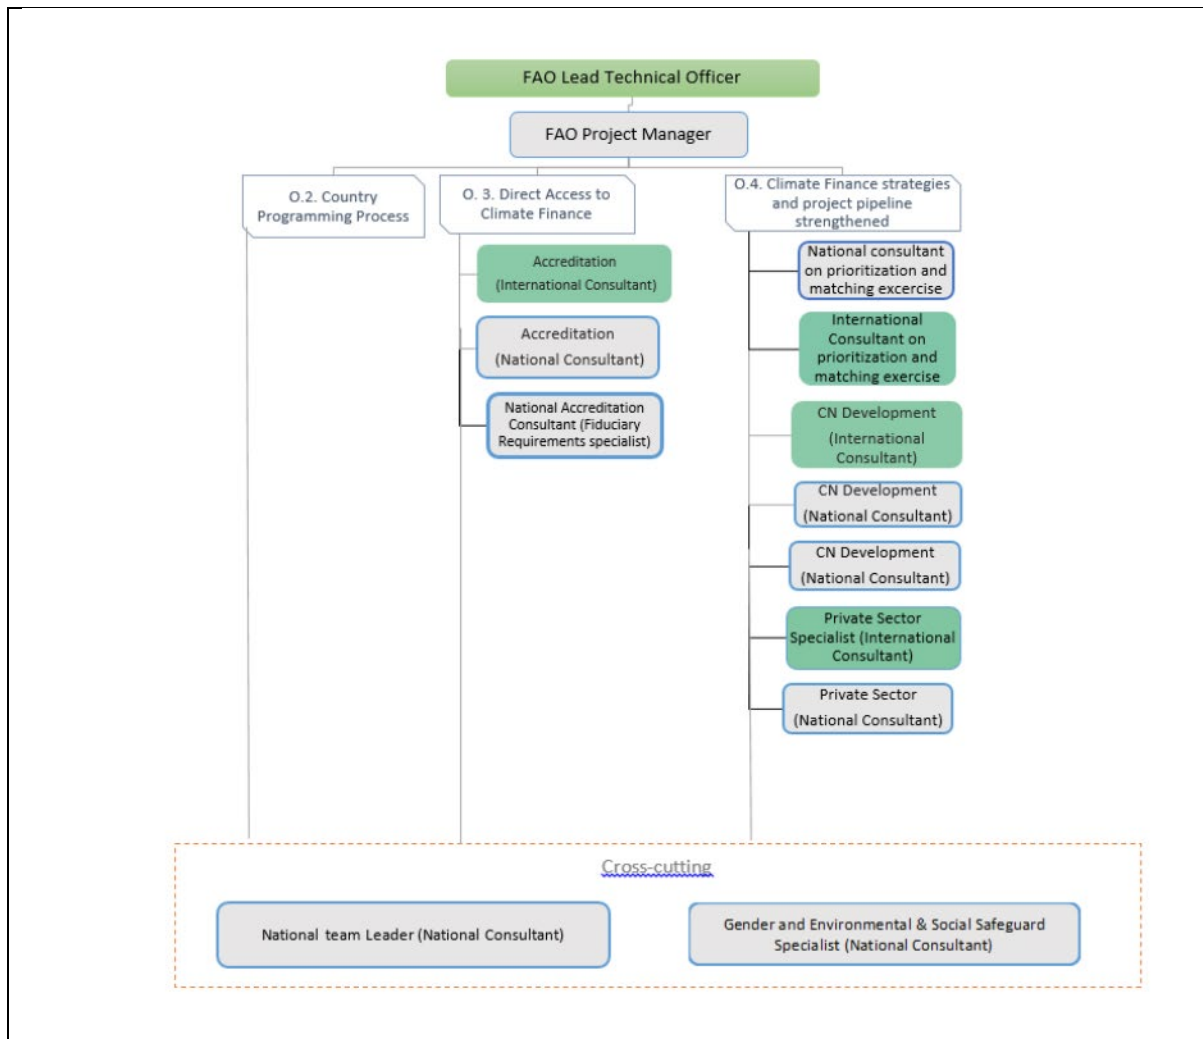 FAO Lead Technical Officer
FAO Project Manager
O.2. Country
Programming Process
O. 3. Direct Access to
Climate Finance
O.4. Climate Finance strategies
and project pipeline
strengthened
Accreditation
(International Consultant)
Accreditation
(National Consultant)
National Accreditation
Consultant (Fiduciary
Requirements specialist)
National consultant
on prioritization and
matching excercise
International
Consultant on
prioritization and
matching exercise
CN Development
(International
Consultant)
CN Development
(National Consultant)
CN Development
(National Consultant)
Private Sector
Specialist (International
Consultant)
Private Sector
(National Consultant)
Cross-cutting
National team Leader (National Consultant)
Gender and Environmental & Social Safeguard
Specialist (National Consultant)